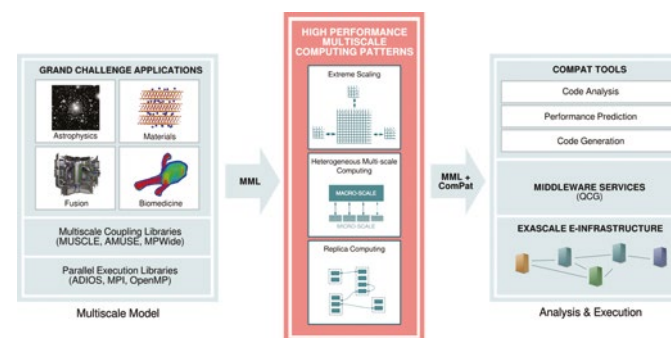 GRAND CHALLENGE APPLICATIONS
Astrophysics
Materials
Fusion
Biomedicine
Multiscale Coupling Libraries
(MUSCLE, AMUSE, MPWide)
Parallel Execution Libraries
(ADIOS, MPI, OpenMP)
Multiscale Model
MML
HIGH PERFORMANCE
MULTISCALE
COMPUTING PATTERNS
Extreme Scaling
Heterogeneous Multi-scale
Computing
MACRO-SCALE
MICRO-SCALE
Replica Computing
MML +
ComPat
COMPAT TOOLS
Code Analysis
Performance Prediction
Code Generation
MIDDLEWARE SERVICES
(QCG)
EXASCALE E-INFRASTRUCTURE
Analysis & Execution